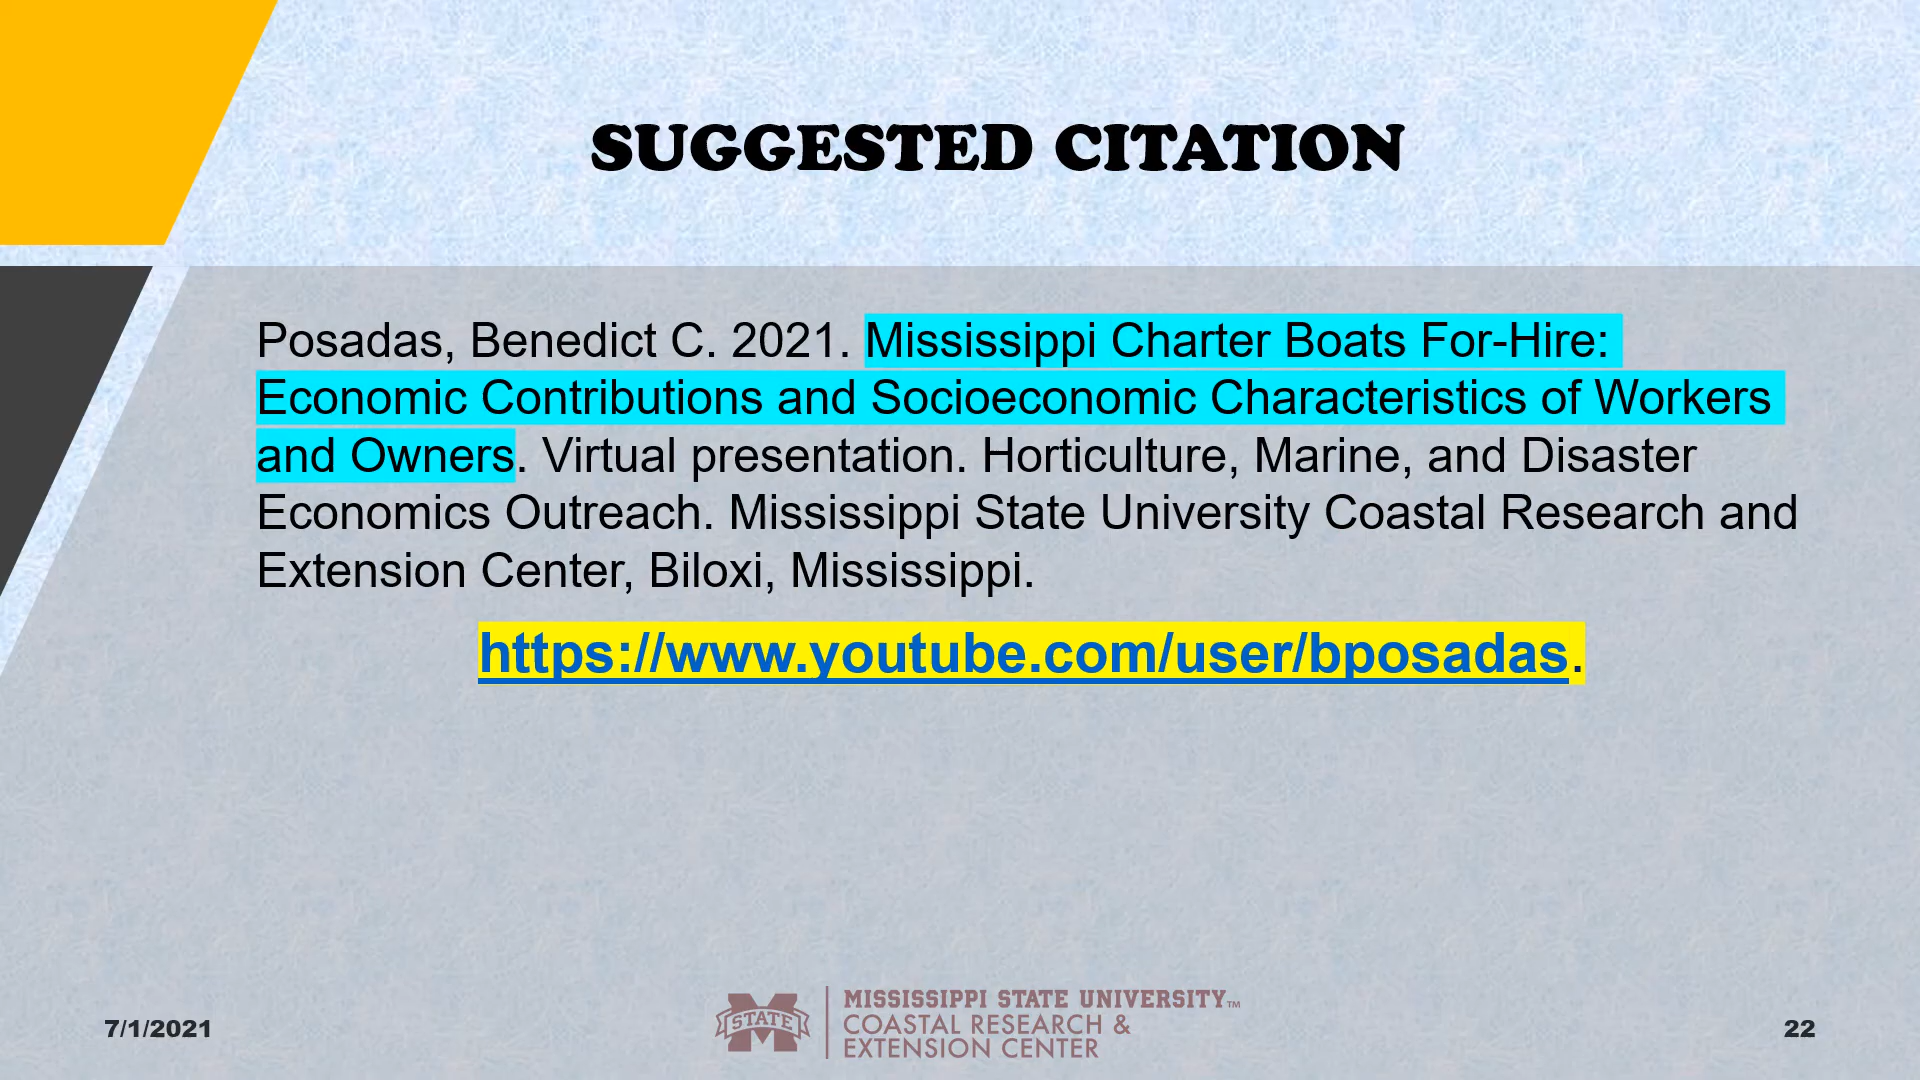 SUGGESTED CITATION
Posadas, Benedict C. 2021. Mississippi Charter Boats For-Hire:
Economic Contributions and Socioeconomic Characteristics of Workers
and Owners. Virtual presentation. Horticulture, Marine, and Disaster
Economics Outreach. Mississippi State University Coastal Research and
Extension Center, Biloxi, Mississippi.
https://www.youtube.com/user/bposadas.
7/1/2021
STATE
MISSISSIPPI STATE UNIVERSITY™
COASTAL RESEARCH &
EXTENSION CENTER
22